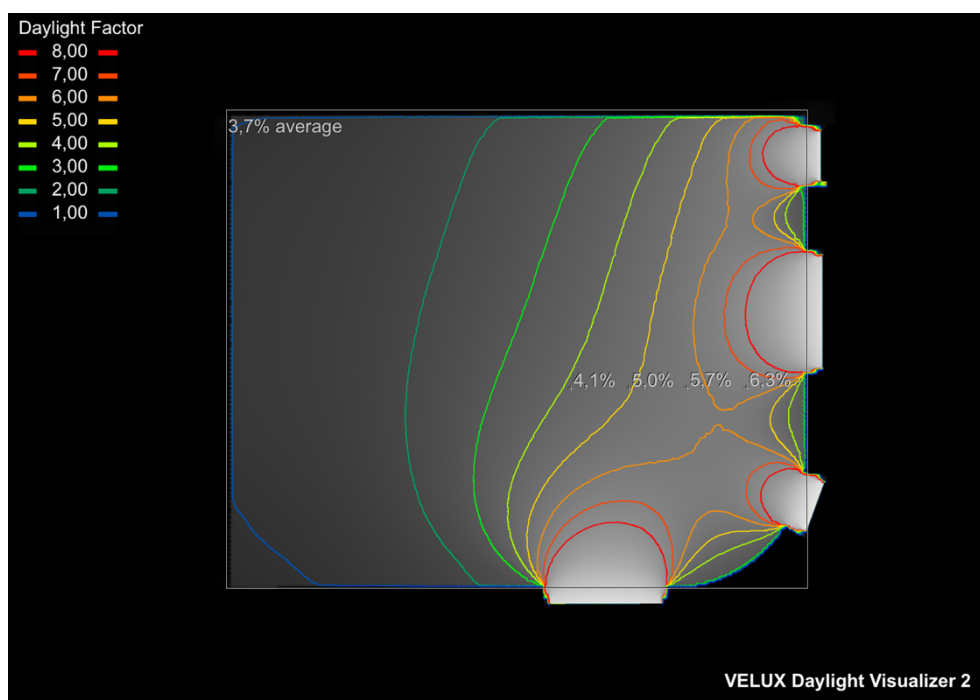 Daylight Factor
8,00
7,00
6,00
5,00
4,00
3,00
2,00
1,00
3,7% average
4,1% 5,0% 5,7% 6,3%
VELUX Daylight Visualizer 2